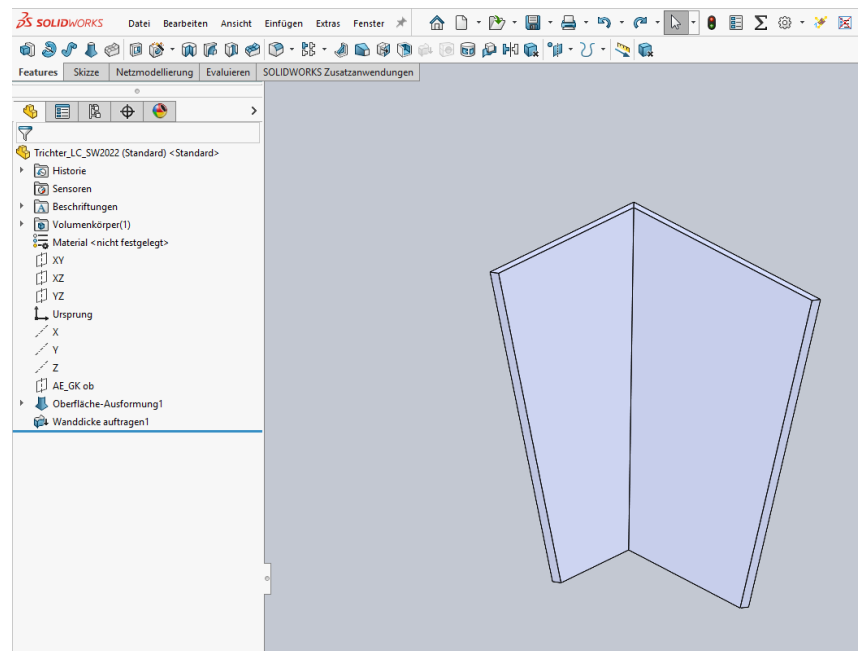 SOLIDWORKS Datei Bearbeiten Ansicht Einfügen Extras Fenster
Features Skizze Netzmodellierung Evaluieren SOLIDWORKS Zusatzanwendungen
Trichter_LC_SW2022 (Standard) <Standard>
Historie
Sensoren
Beschriftungen
Volumenkörper(1)
Material <nicht festgelegt>
XY
XZ
YZ
Ursprung
X
Y
Z
AE_GK ob
Oberfläche-Ausformung1
Wanddicke auftragen1